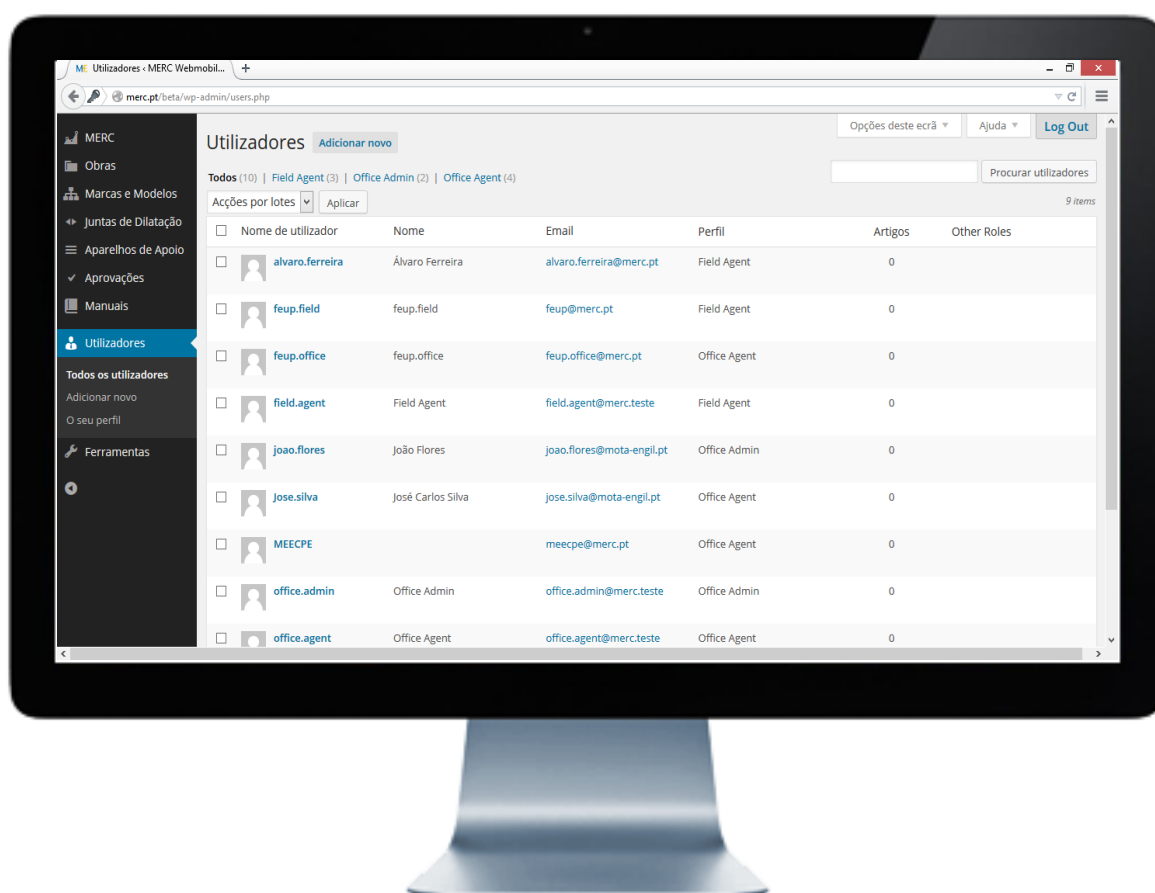 ME Utilizadores ‹ MERC Webmobil...
merc.pt/beta/wp-admin/users.php
MERC
Obras
Marcas e Modelos
Juntas de Dilatação
Aparelhos de Apoio
Aprovações
Manuais
Utilizadores
Todos os utilizadores
Adicionar novo
O seu perfil
Ferramentas
Opções deste ecrã Ajuda Log Out
Utilizadores Adicionar novo
Todos (10) | Field Agent (3) | Office Admin (2) | Office Agent (4)
Procurar utilizadores
Acções por lotes Aplicar
9 items
Nome de utilizador Nome Email Perfil Artigos Other Roles
alvaro.ferreira Álvaro Ferreira alvaro.ferreira@merc.pt Field Agent 0
feup.field feup.field feup@merc.pt Field Agent 0
feup.office feup.office feup.office@merc.pt Office Agent 0
field.agent Field Agent field.agent@merc.teste Field Agent 0
joao.flores João Flores joao.flores@mota-engil.pt Office Admin 0
Jose.silva José Carlos Silva jose.silva@mota-engil.pt Office Agent 0
MEECPE meecpe@merc.pt Office Agent 0
office.admin Office Admin office.admin@merc.teste Office Admin 0
office.agent Office Agent office.agent@merc.teste Office Agent 0